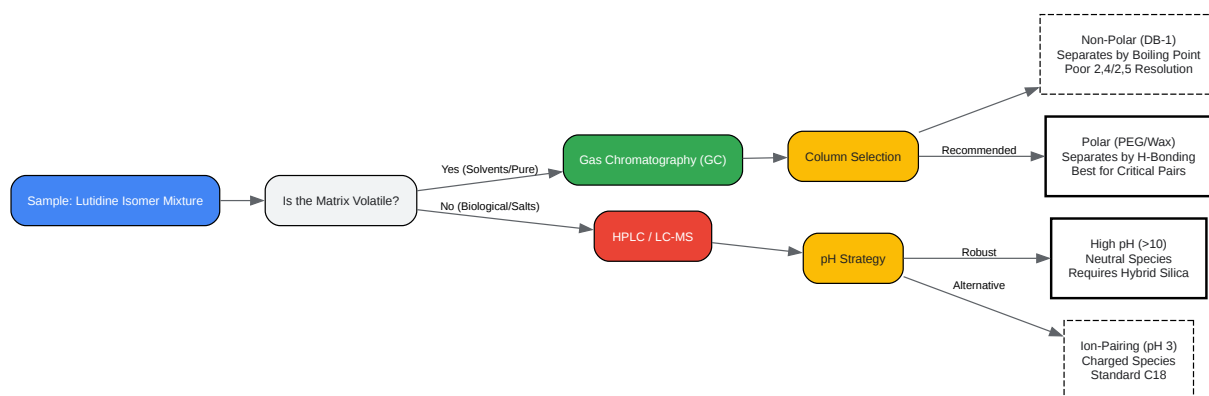 Sample: Lutidine Isomer Mixture
Is the Matrix Volatile?
Yes (Solvents/Pure)
No (Biological/Salts)
Gas Chromatography (GC)
HPLC / LC-MS
Column Selection
pH Strategy
Recommended
Robust
Alternative
Non-Polar (DB-1)
Separates by Boiling Point
Poor 2,4/2,5 Resolution
Polar (PEG/Wax)
Separates by H-Bonding
Best for Critical Pairs
High pH (>10)
Neutral Species
Requires Hybrid Silica
Ion-Pairing (pH 3)
Charged Species
Standard C18